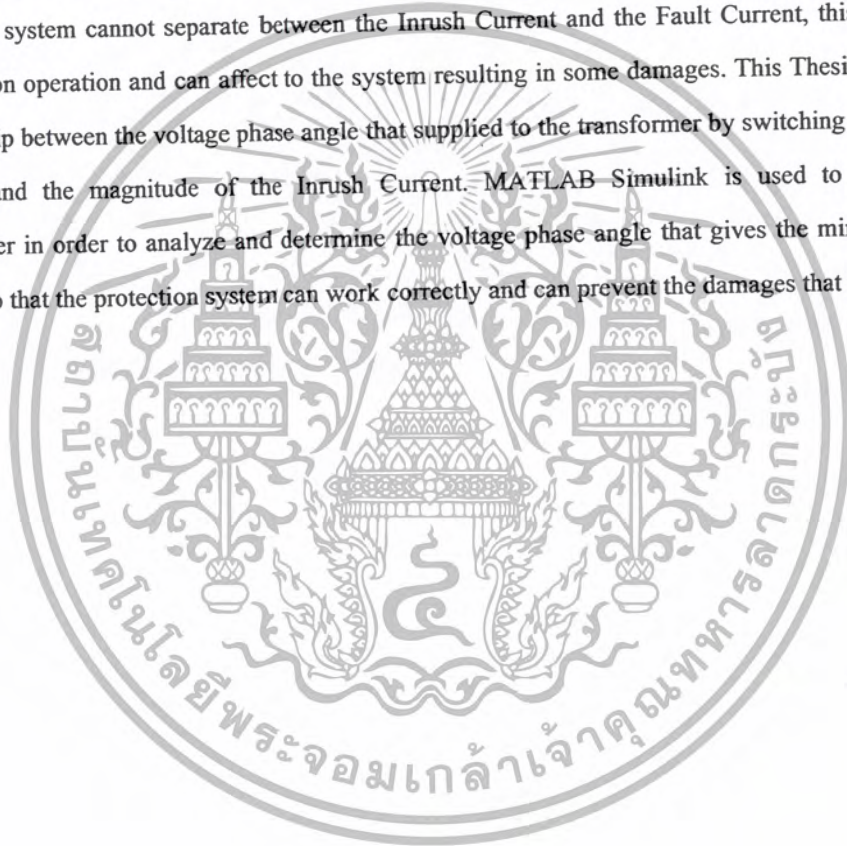 system cannot separate between the Inrush Current and the Fault Current, this
on operation and can affect to the system resulting in some damages. This Thesi
p between the voltage phase angle that supplied to the transformer by switching
nd the magnitude of the Inrush Current. MATLAB Simulink is used to
er in order to analyze and determine the voltage phase angle that gives the mi
o that the protection system can work correctly and can prevent the damages that
สถาบันเทคโนโลยีพระจอมเกล้าเจ้าคุณทหารลาดกระบัง